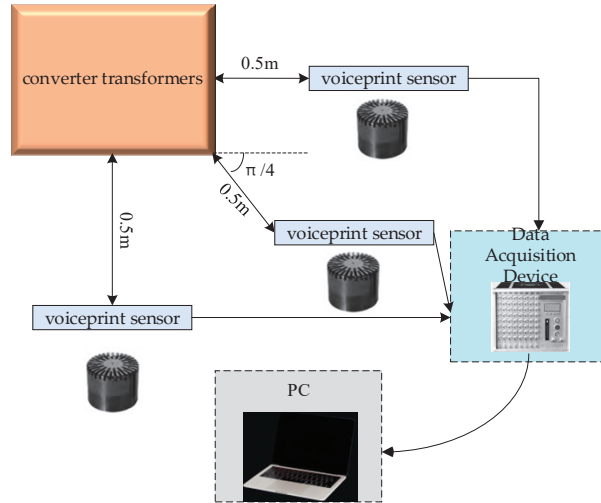 converter transformers
0.5m
voiceprint sensor
π/4
0.5m
0.5m
voiceprint sensor
Data
Acquisition
Device
voiceprint sensor
PC